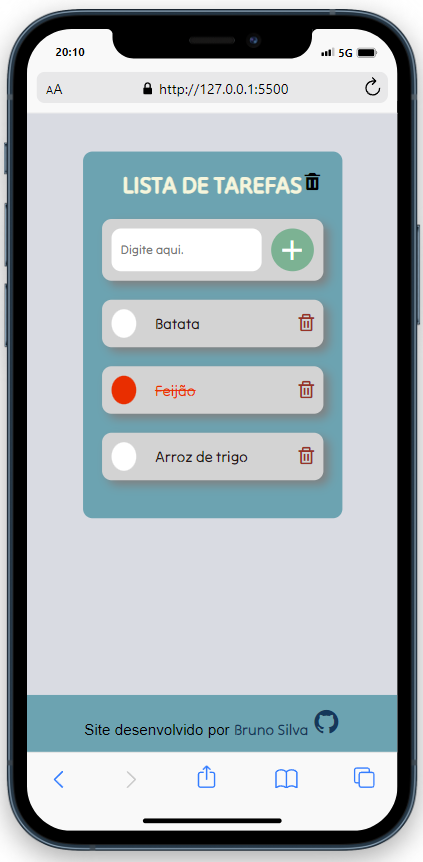 20:10
5G
AA
http://127.0.0.1:5500
LISTA DE TAREFAS
Digite aqui.
Batata
Feijão
Arroz de trigo
Site desenvolvido por Bruno Silva